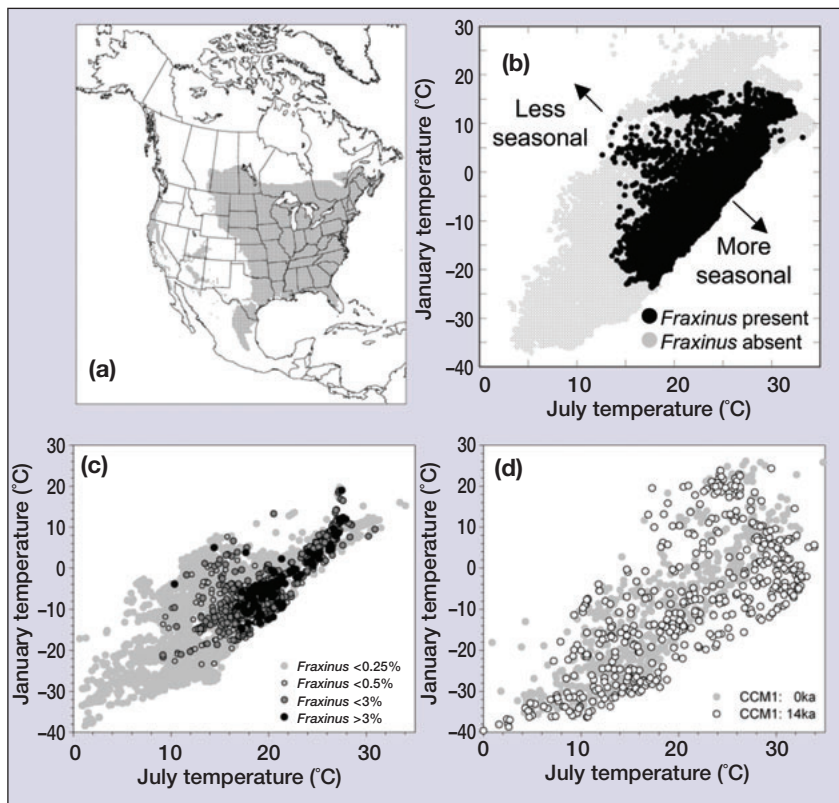 (a)
(b)
30
20
10
0
−10
−20
−30
−40
January temperature (˚C)
Less
seasonal
More
seasonal
Fraxinus present
Fraxinus absent
0
10
20
30
July temperature (˚C)
(c)
30
20
10
0
−10
−20
−30
−40
January temperature (˚C)
Fraxinus <0.25%
Fraxinus <0.5%
Fraxinus <3%
Fraxinus >3%
0
10
20
30
July temperature (˚C)
(d)
30
20
10
0
−10
−20
−30
−40
January temperature (˚C)
CCM1: 0ka
CCM1: 14ka
0
10
20
30
July temperature (˚C)